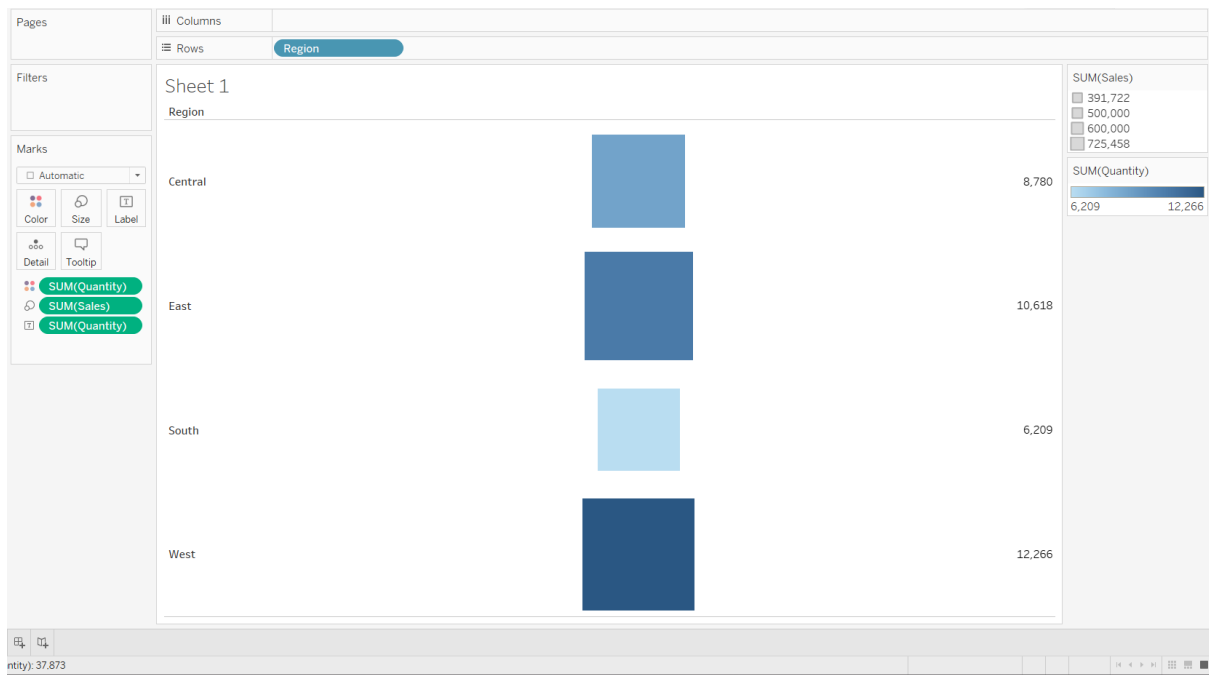 Pages
Columns
Rows
Region
Filters
Marks
Automatic
Color
Size
T
Label
Detail
Tooltip
SUM(Quantity)
SUM(Sales)
T SUM(Quantity)
Sheet 1
Region
Central 8,780
East 10,618
South 6,209
West 12,266
SUM(Sales)
391,722
500,000
600,000
725,458
SUM(Quantity)
6,209 12,266
ntity): 37,873